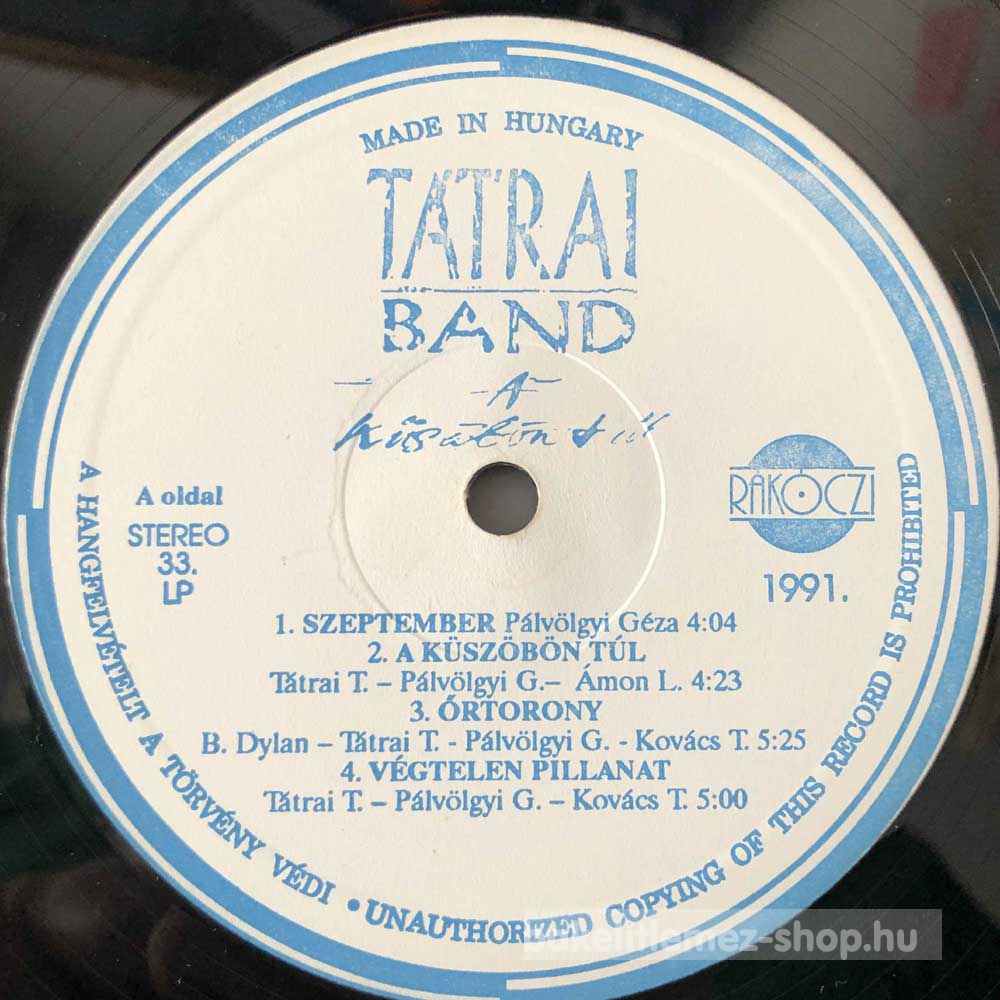 MADE IN HUNGARY
TÁTRAI
BAND
A
Küszöbön túl
A oldal
STEREO
33.
LP
RAKÓCZI
1991.
1. SZEPTEMBER Pálvölgyi Géza 4:04
2. A KÜSZÖBÖN TÚL
Tátrai T. – Pálvölgyi G.– Ámon L. 4:23
3. ŐRTORONY
B. Dylan – Tátrai T. - Pálvölgyi G. - Kovács T. 5:25
4. VÉGTELEN PILLANAT
Tátrai T. – Pálvölgyi G. – Kovács T. 5:00
A HANGFELVÉTELT A TÖRVÉNY VÉDI • UNAUTHORIZED COPYING OF THIS RECORD IS PROHIBITED
bakelitlemez-shop.hu